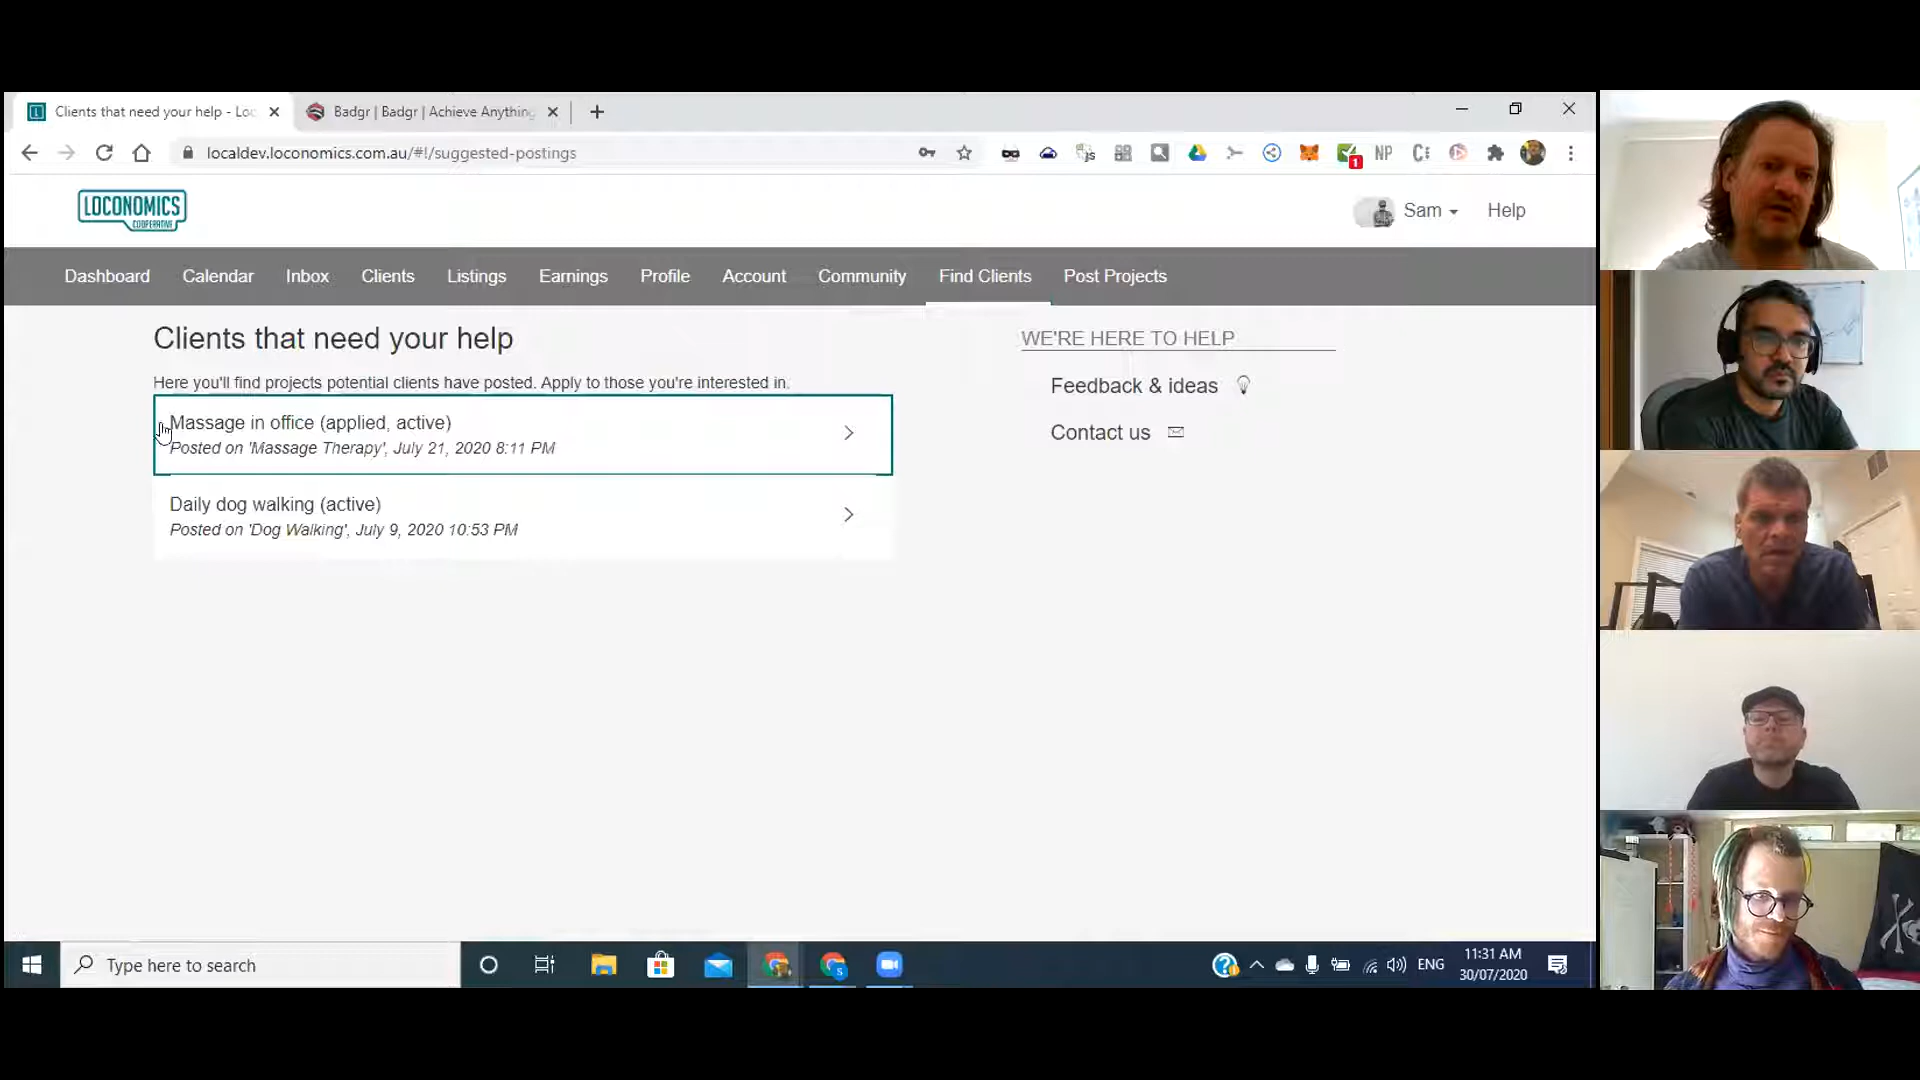 Clients that need your help - Loc
Badgr | Badgr | Achieve Anything
localdev.loconomics.com.au/#!/suggested-postings
js
1
NP
LOCONOMICS
COOPERATIVE
Sam
Help
Dashboard
Calendar
Inbox
Clients
Listings
Earnings
Profile
Account
Community
Find Clients
Post Projects
Clients that need your help
Here you'll find projects potential clients have posted. Apply to those you're interested in.
Massage in office (applied, active)
Posted on 'Massage Therapy', July 21, 2020 8:11 PM
Daily dog walking (active)
Posted on 'Dog Walking', July 9, 2020 10:53 PM
WE'RE HERE TO HELP
Feedback & ideas
Contact us
Type here to search
ENG
11:31 AM
30/07/2020